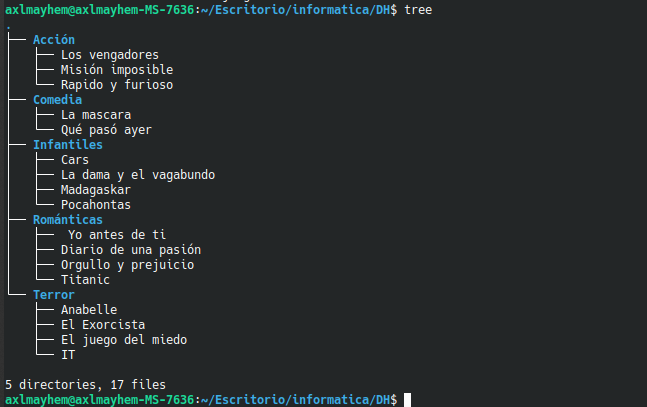 axlmayhem@axlmayhem-MS-7636:~/Escritorio/informatica/DH$ tree
.
├── Acción
│   ├── Los vengadores
│   ├── Misión imposible
│   └── Rapido y furioso
├── Comedia
│   ├── La mascara
│   └── Qué pasó ayer
├── Infantiles
│   ├── Cars
│   ├── La dama y el vagabundo
│   ├── Madagaskar
│   └── Pocahontas
├── Románticas
│   ├──  Yo antes de ti
│   ├── Diario de una pasión
│   ├── Orgullo y prejuicio
│   └── Titanic
└── Terror
    ├── Anabelle
    ├── El Exorcista
    ├── El juego del miedo
    └── IT

5 directories, 17 files
axlmayhem@axlmayhem-MS-7636:~/Escritorio/informatica/DH$